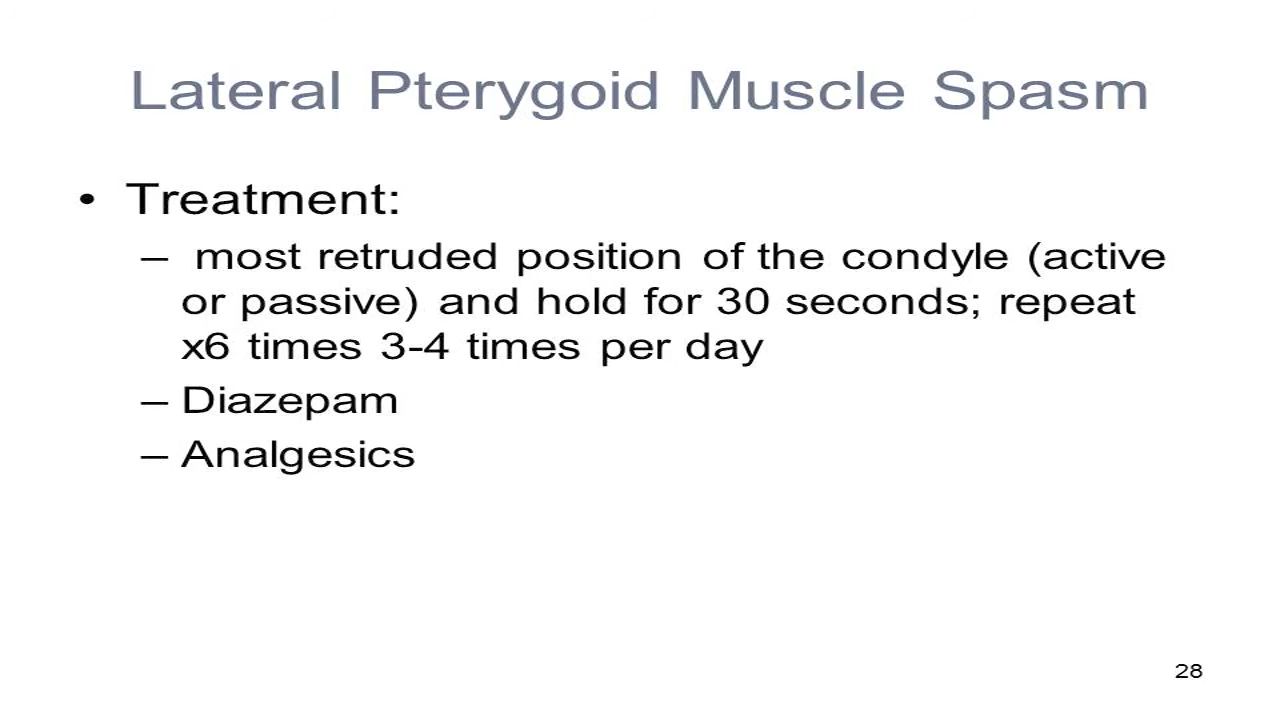 Lateral Pterygoid Muscle Spasm
• Treatment:
– most retruded position of the condyle (active
or passive) and hold for 30 seconds; repeat
x6 times 3-4 times per day
– Diazepam
– Analgesics
28